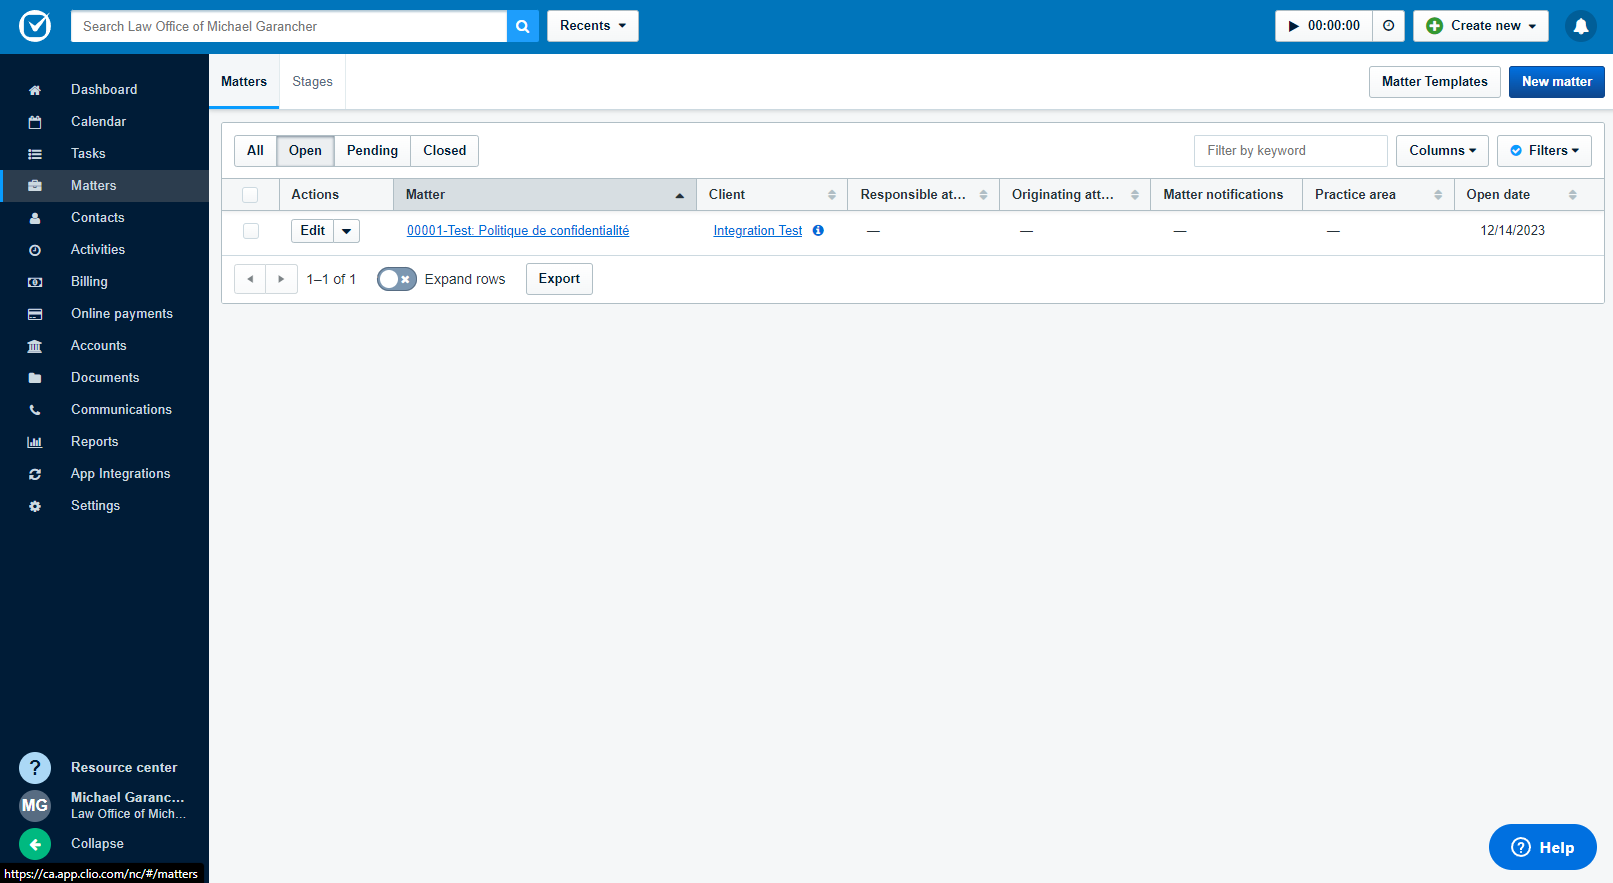 Search Law Office of Michael Garancher
Recents
00:00:00
Create new
Dashboard
Calendar
Tasks
Matters
Contacts
Activities
Billing
Online payments
Accounts
Documents
Communications
Reports
App Integrations
Settings
Resource center
MG
Michael Garanc...
Law Office of Mich...
Collapse
https://ca.app.clio.com/nc/#/matters
Matters Stages
Matter Templates New matter
All Open Pending Closed
Filter by keyword
Columns Filters
Actions Matter Client Responsible at... Originating att... Matter notifications Practice area Open date
Edit 00001-Test: Politique de confidentialité Integration Test — — — — 12/14/2023
1–1 of 1 Expand rows Export
Help